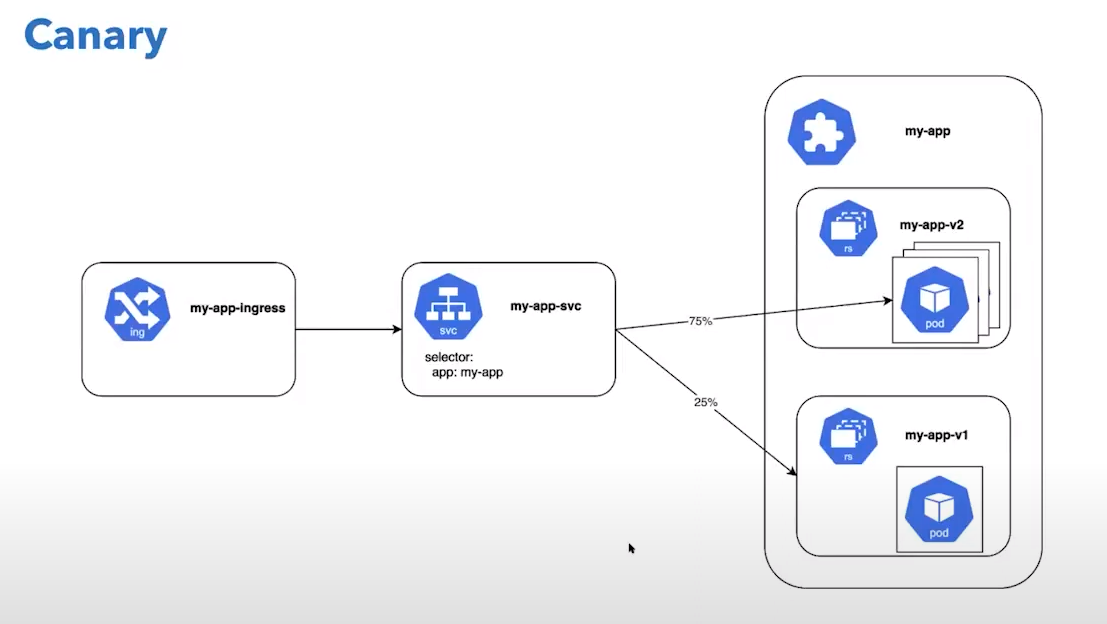 Canary
my-app
my-app-v2
rs
pod
my-app-ingress
ing
my-app-svc
svc
selector:
app: my-app
75%
25%
my-app-v1
rs
pod